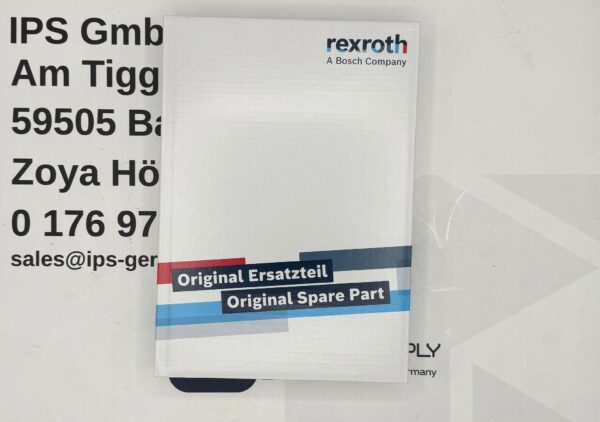 IPS Gmb
Am Tigg
59505 Ba
Zoya Hö
0 176 97
sales@ips-ger
rexroth
A Bosch Company
Original Ersatzteil
Original Spare Part
PLY
rmany